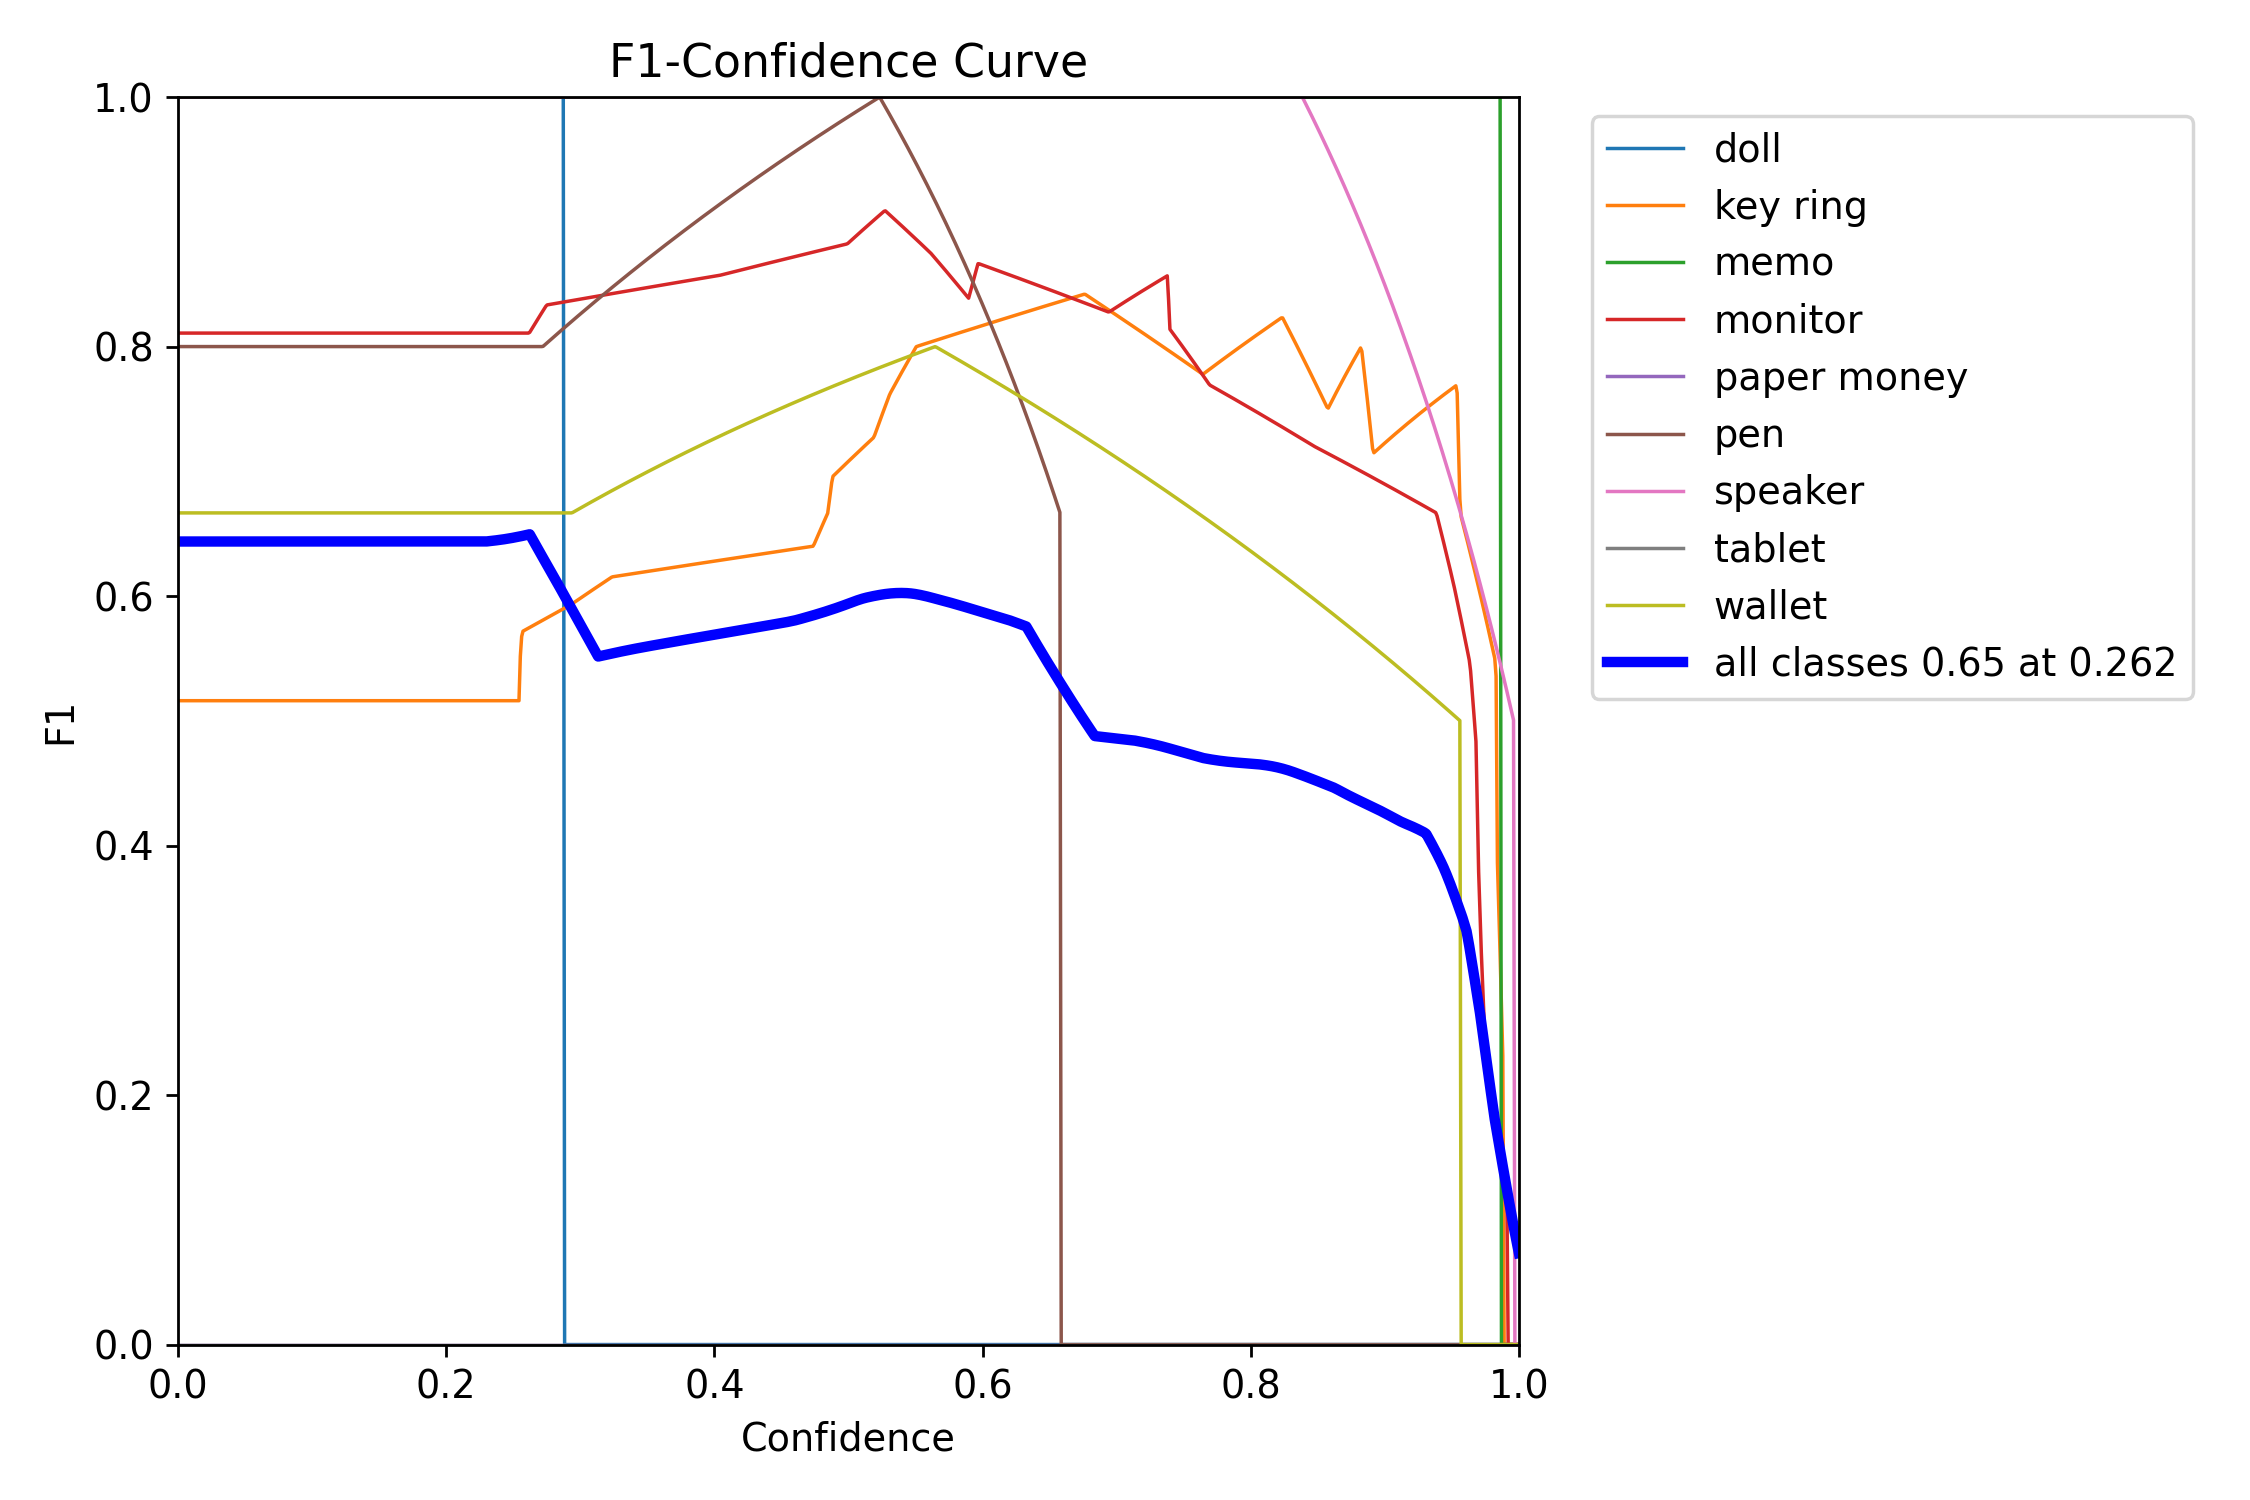 F1-Confidence Curve
1.0
0.8
0.6
0.4
0.2
0.0
F1
0.0 0.2 0.4 0.6 0.8 1.0
Confidence
doll
key ring
memo
monitor
paper money
pen
speaker
tablet
wallet
all classes 0.65 at 0.262